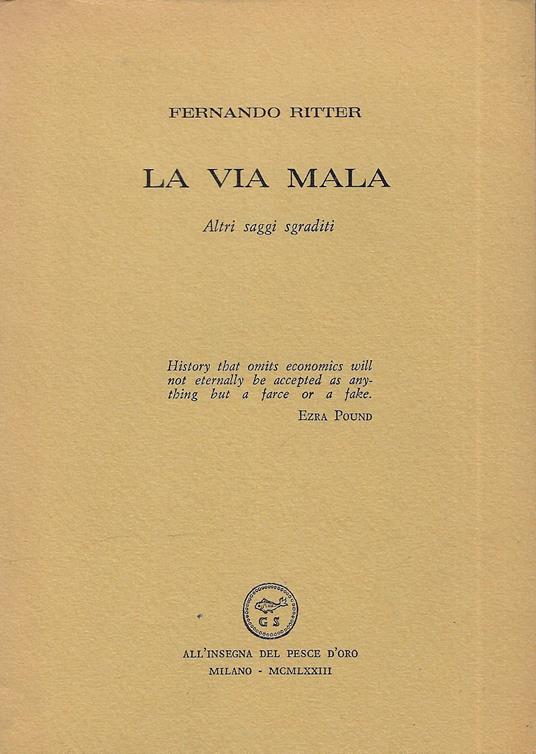 FERNANDO RITTER
LA VIA MALA
Altri saggi sgraditi
History that omits economics will
not eternally be accepted as any-
thing but a farce or a fake.
EZRA POUND
G S
ALL'INSEGNA DEL PESCE D'ORO
MILANO - MCMLXXIII